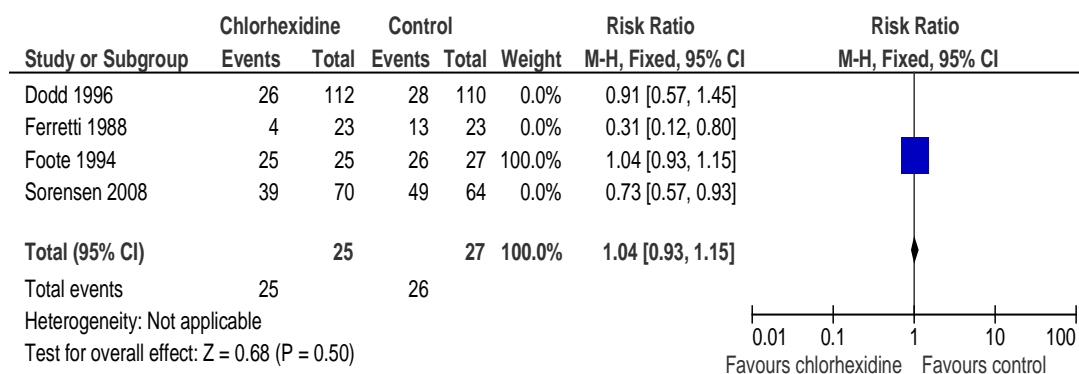 Chlorhexidine Control Risk Ratio Risk Ratio
Study or Subgroup Events Total Events Total Weight M-H, Fixed, 95% CI M-H, Fixed, 95% CI
Dodd 1996 26 112 28 110 0.0% 0.91 [0.57, 1.45]
Ferretti 1988 4 23 13 23 0.0% 0.31 [0.12, 0.80]
Foote 1994 25 25 26 27 100.0% 1.04 [0.93, 1.15]
Sorensen 2008 39 70 49 64 0.0% 0.73 [0.57, 0.93]
Total (95% CI) 25 27 100.0% 1.04 [0.93, 1.15]
Total events 25 26
Heterogeneity: Not applicable
Test for overall effect: Z = 0.68 (P = 0.50)
0.01 0.1 1 10 100
Favours chlorhexidine Favours control